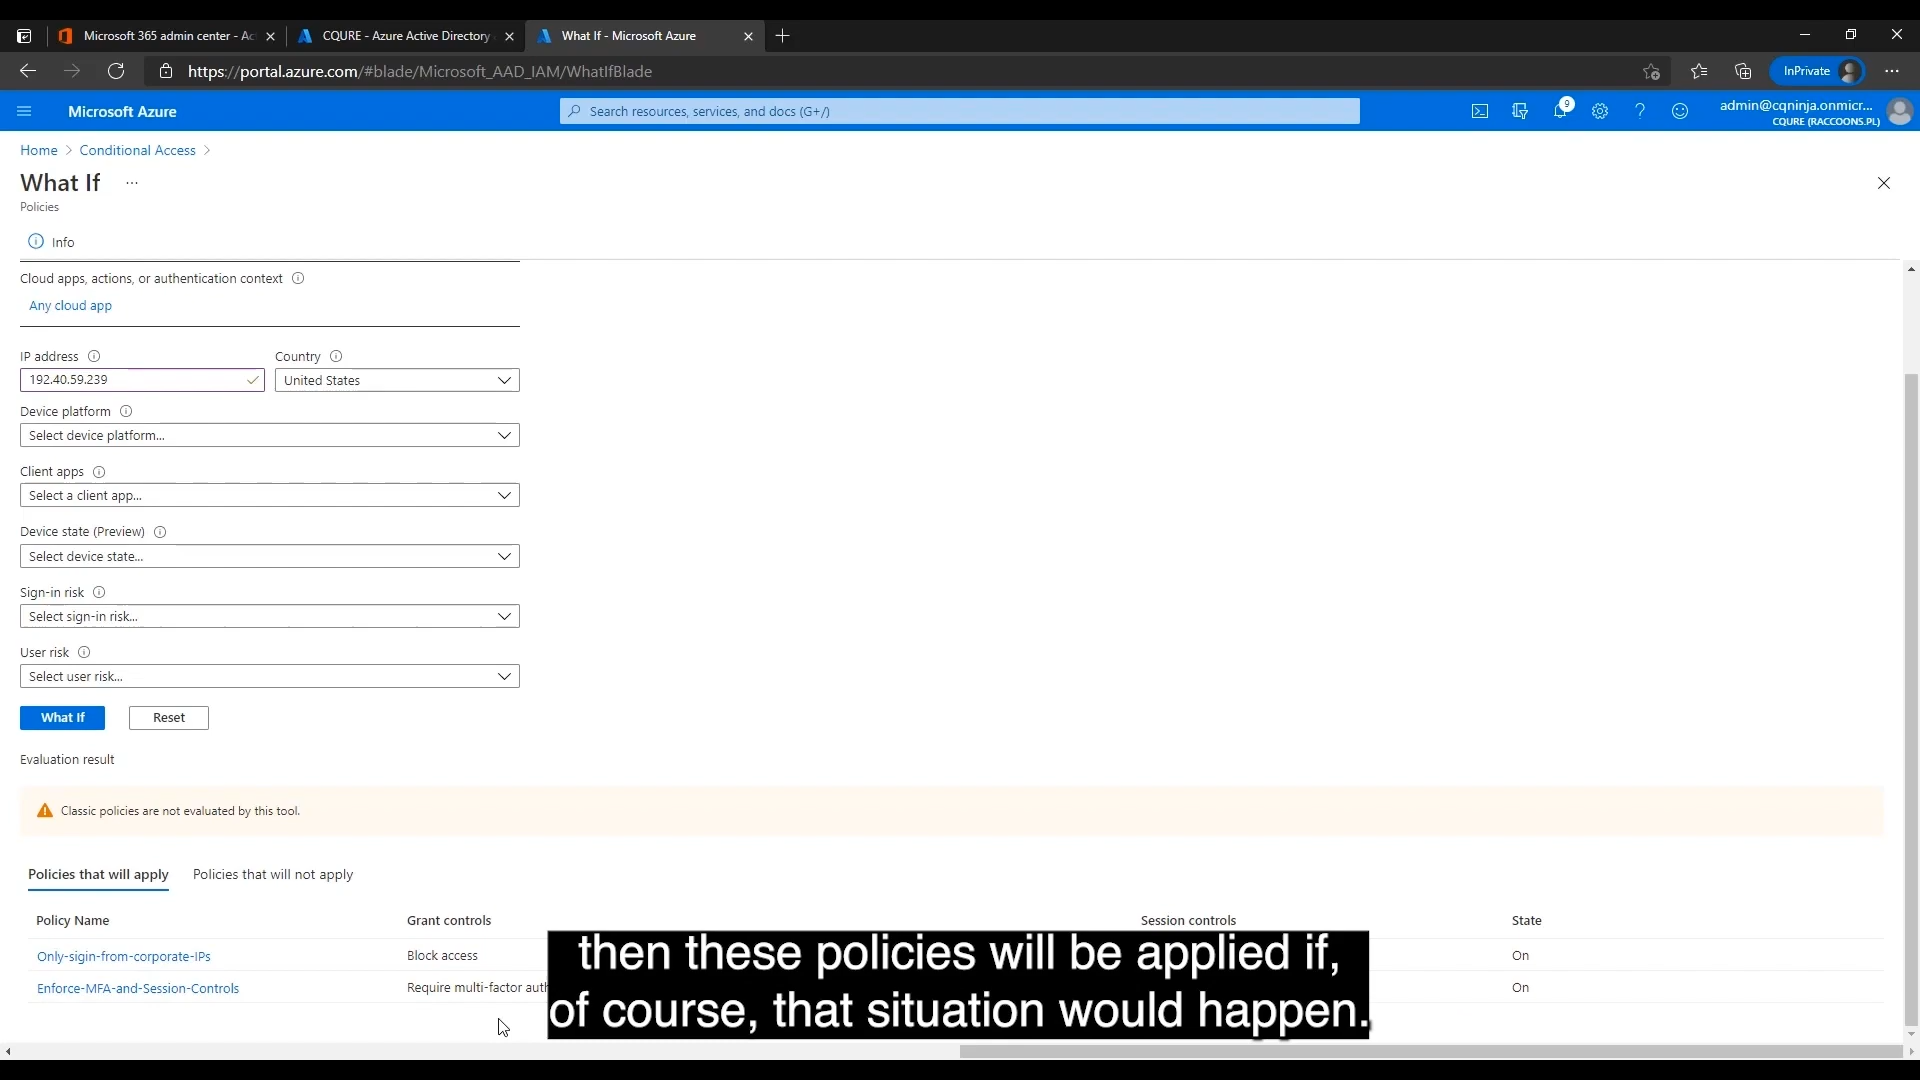 Microsoft 365 admin center - Ac
CQURE - Azure Active Directory
What If - Microsoft Azure
https://portal.azure.com/#blade/Microsoft_AAD_IAM/WhatIfBlade
InPrivate
Microsoft Azure
Search resources, services, and docs (G+/)
9
admin@cqninja.onmicr...
CQURE (RACCOONS.PL)
Home > Conditional Access >
What If ...
Policies
Info
Cloud apps, actions, or authentication context
Any cloud app
IP address Country
192.40.59.239 United States
Device platform
Select device platform...
Client apps
Select a client app...
Device state (Preview)
Select device state...
Sign-in risk
Select sign-in risk...
User risk
Select user risk...
What If Reset
Evaluation result
Classic policies are not evaluated by this tool.
Policies that will apply Policies that will not apply
Policy Name Grant controls Session controls State
Only-sigin-from-corporate-IPs Block access On
Enforce-MFA-and-Session-Controls Require multi-factor auth On
then these policies will be applied if,
of course, that situation would happen.